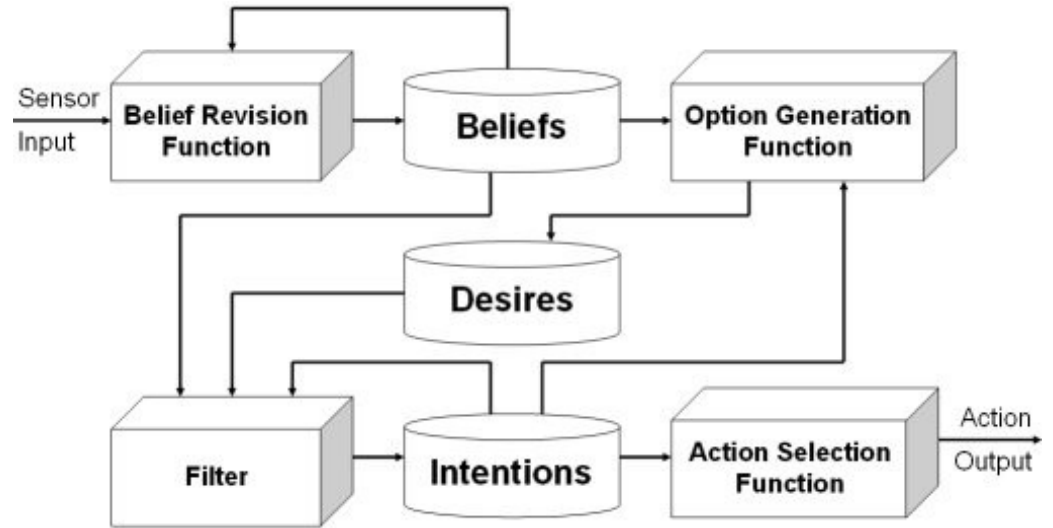 Sensor
Input
Belief Revision
Function
Beliefs
Option Generation
Function
Desires
Filter
Intentions
Action Selection
Function
Action
Output